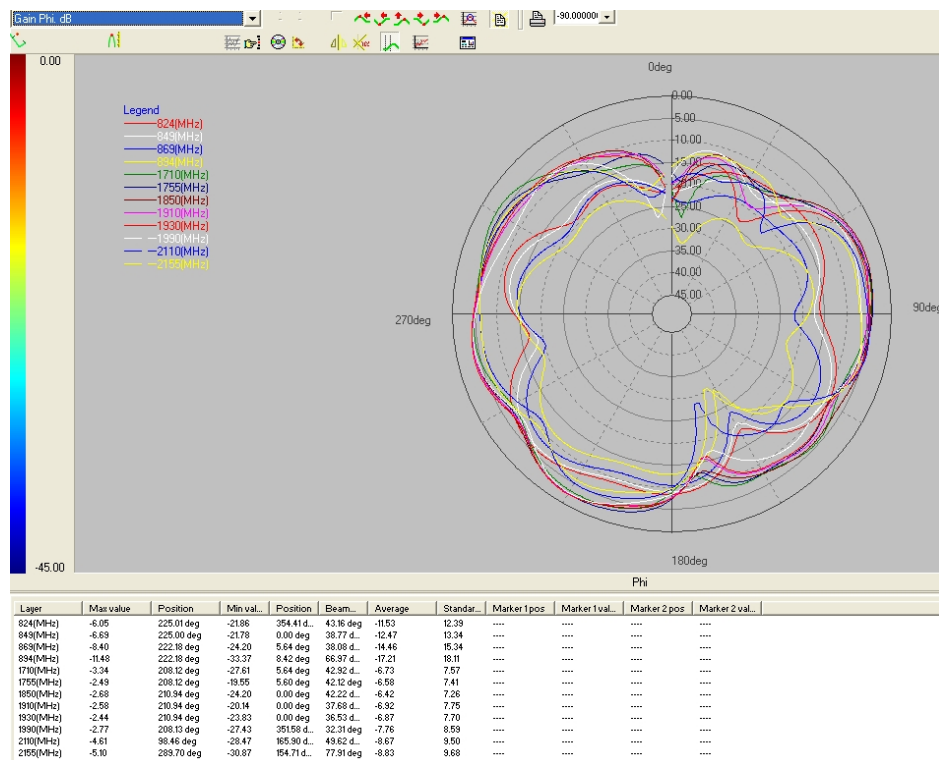 Gain Phi. dB
-90.00000
0.00
-45.00
Legend
824(MHz)
849(MHz)
869(MHz)
894(MHz)
1710(MHz)
1755(MHz)
1850(MHz)
1910(MHz)
1930(MHz)
1990(MHz)
2110(MHz)
2155(MHz)
0deg
0.00
-5.00
-10.00
-15.00
-20.00
-25.00
-30.00
-35.00
-40.00
-45.00
270deg
90deg
180deg
Phi
Layer Max value Position Min val... Position Beam... Average Standar... Marker 1 pos Marker 1 val... Marker 2 pos Marker 2 val...
824(MHz) -6.05 225.01 deg -21.86 354.41 d... 43.16 deg -11.53 12.39 ---- ---- ---- ----
849(MHz) -6.69 225.00 deg -21.78 0.00 deg 38.77 d... -12.47 13.34 ---- ---- ---- ----
869(MHz) -8.40 222.18 deg -24.20 5.64 deg 38.08 d... -14.46 15.34 ---- ---- ---- ----
894(MHz) -11.48 222.18 deg -33.37 8.42 deg 66.97 d... -17.21 18.11 ---- ---- ---- ----
1710(MHz) -3.34 208.12 deg -27.61 5.64 deg 42.92 d... -6.73 7.57 ---- ---- ---- ----
1755(MHz) -2.49 208.12 deg -19.55 5.60 deg 42.12 deg -6.58 7.41 ---- ---- ---- ----
1850(MHz) -2.68 210.94 deg -24.20 0.00 deg 42.22 d... -6.42 7.26 ---- ---- ---- ----
1910(MHz) -2.58 210.94 deg -20.14 0.00 deg 37.68 d... -6.92 7.75 ---- ---- ---- ----
1930(MHz) -2.44 210.94 deg -23.83 0.00 deg 36.53 d... -6.87 7.70 ---- ---- ---- ----
1990(MHz) -2.77 208.13 deg -27.43 351.58 d... 32.31 deg -7.76 8.59 ---- ---- ---- ----
2110(MHz) -4.61 98.46 deg -28.47 165.90 d... 49.62 d... -8.67 9.50 ---- ---- ---- ----
2155(MHz) -5.10 289.70 deg -30.87 154.71 d... 77.91 deg -8.83 9.68 ---- ---- ---- ----